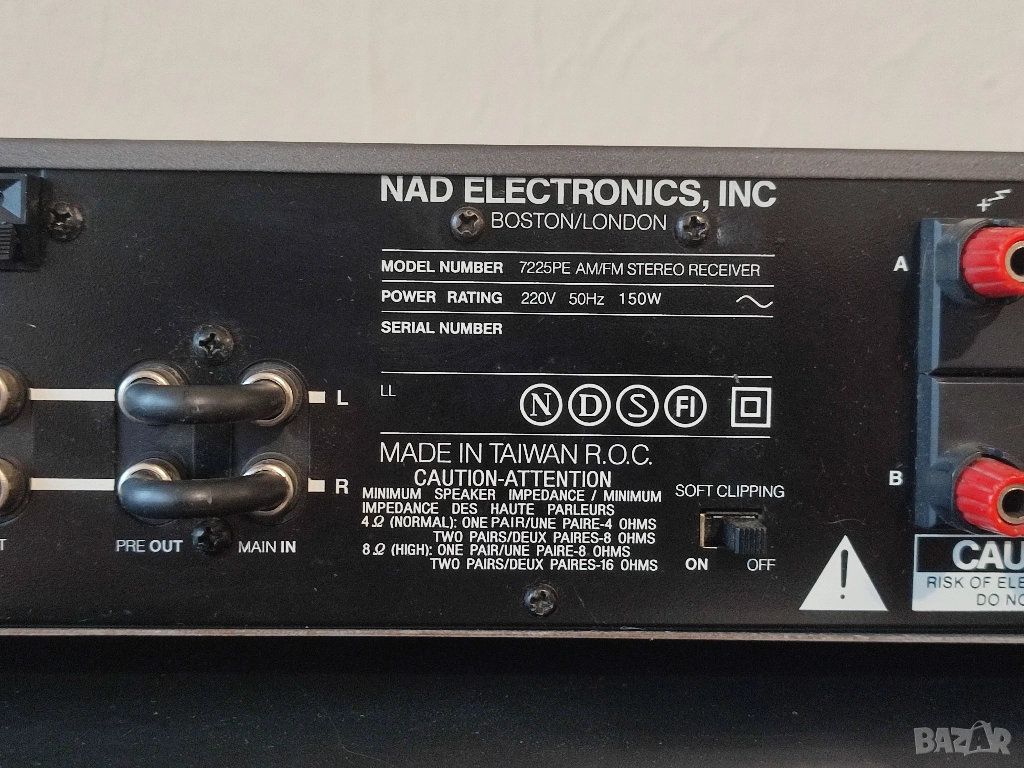 NAD ELECTRONICS, INC
BOSTON/LONDON
MODEL NUMBER 7225PE AM/FM STEREO RECEIVER
POWER RATING 220V 50Hz 150W
SERIAL NUMBER
LL
N D S FI
MADE IN TAIWAN R.O.C.
CAUTION-ATTENTION
MINIMUM SPEAKER IMPEDANCE / MINIMUM
IMPEDANCE DES HAUTE PARLEURS
4Ω (NORMAL): ONE PAIR/UNE PAIRE-4 OHMS
TWO PAIRS/DEUX PAIRES-8 OHMS
8Ω (HIGH): ONE PAIR/UNE PAIRE-8 OHMS
TWO PAIRS/DEUX PAIRES-16 OHMS
L
R
PRE OUT MAIN IN
SOFT CLIPPING
ON OFF
A
B
!
CAU
RISK OF ELE
DO NO
BAZAR